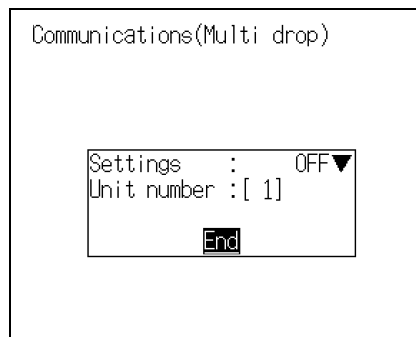 Communications(Multi drop)
Settings : OFF▼
Unit number :[ 1]
End